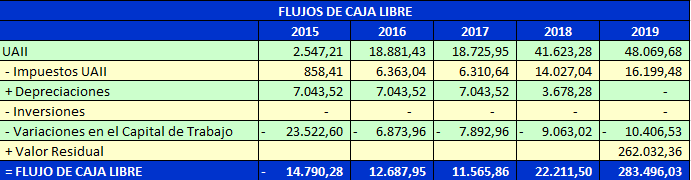 FLUJOS DE CAJA LIBRE
2015 2016 2017 2018 2019
UAII 2.547,21 18.881,43 18.725,95 41.623,28 48.069,68
- Impuestos UAII 858,41 6.363,04 6.310,64 14.027,04 16.199,48
+ Depreciaciones 7.043,52 7.043,52 7.043,52 3.678,28 -
- Inversiones - - - - -
- Variaciones en el Capital de Trabajo - 23.522,60 - 6.873,96 - 7.892,96 - 9.063,02 - 10.406,53
+ Valor Residual 262.032,36
= FLUJO DE CAJA LIBRE - 14.790,28 12.687,95 11.565,86 22.211,50 283.496,03